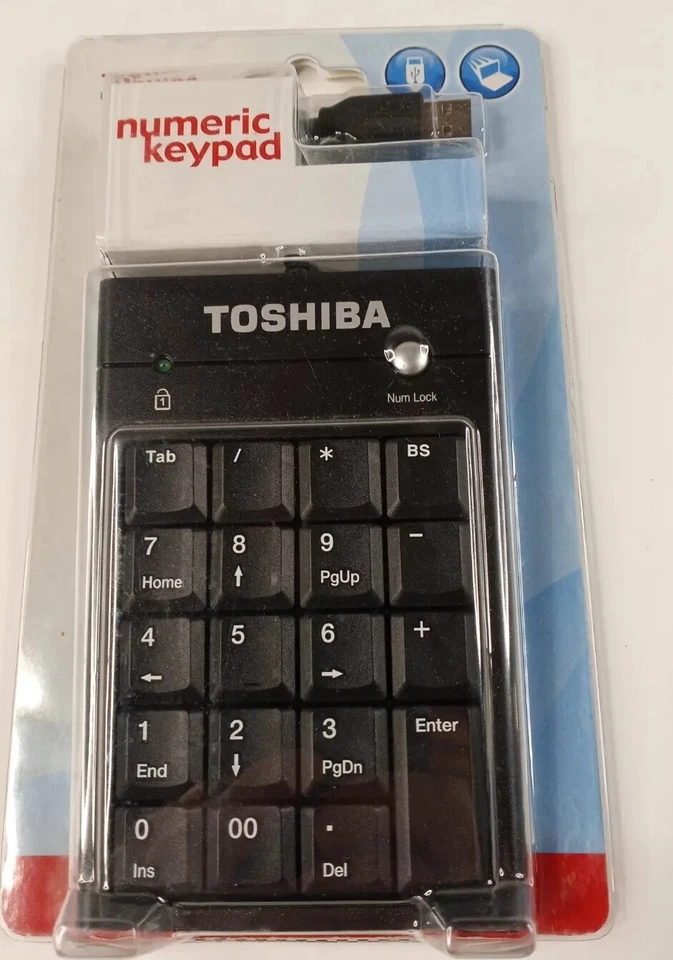 numeric
keypad
TOSHIBA
1
Num Lock
Tab / * BS
7 8 9 -
Home ↑ PgUp
4 5 6 +
← →
1 2 3 Enter
End ↓ PgDn
0 00 .
Ins Del